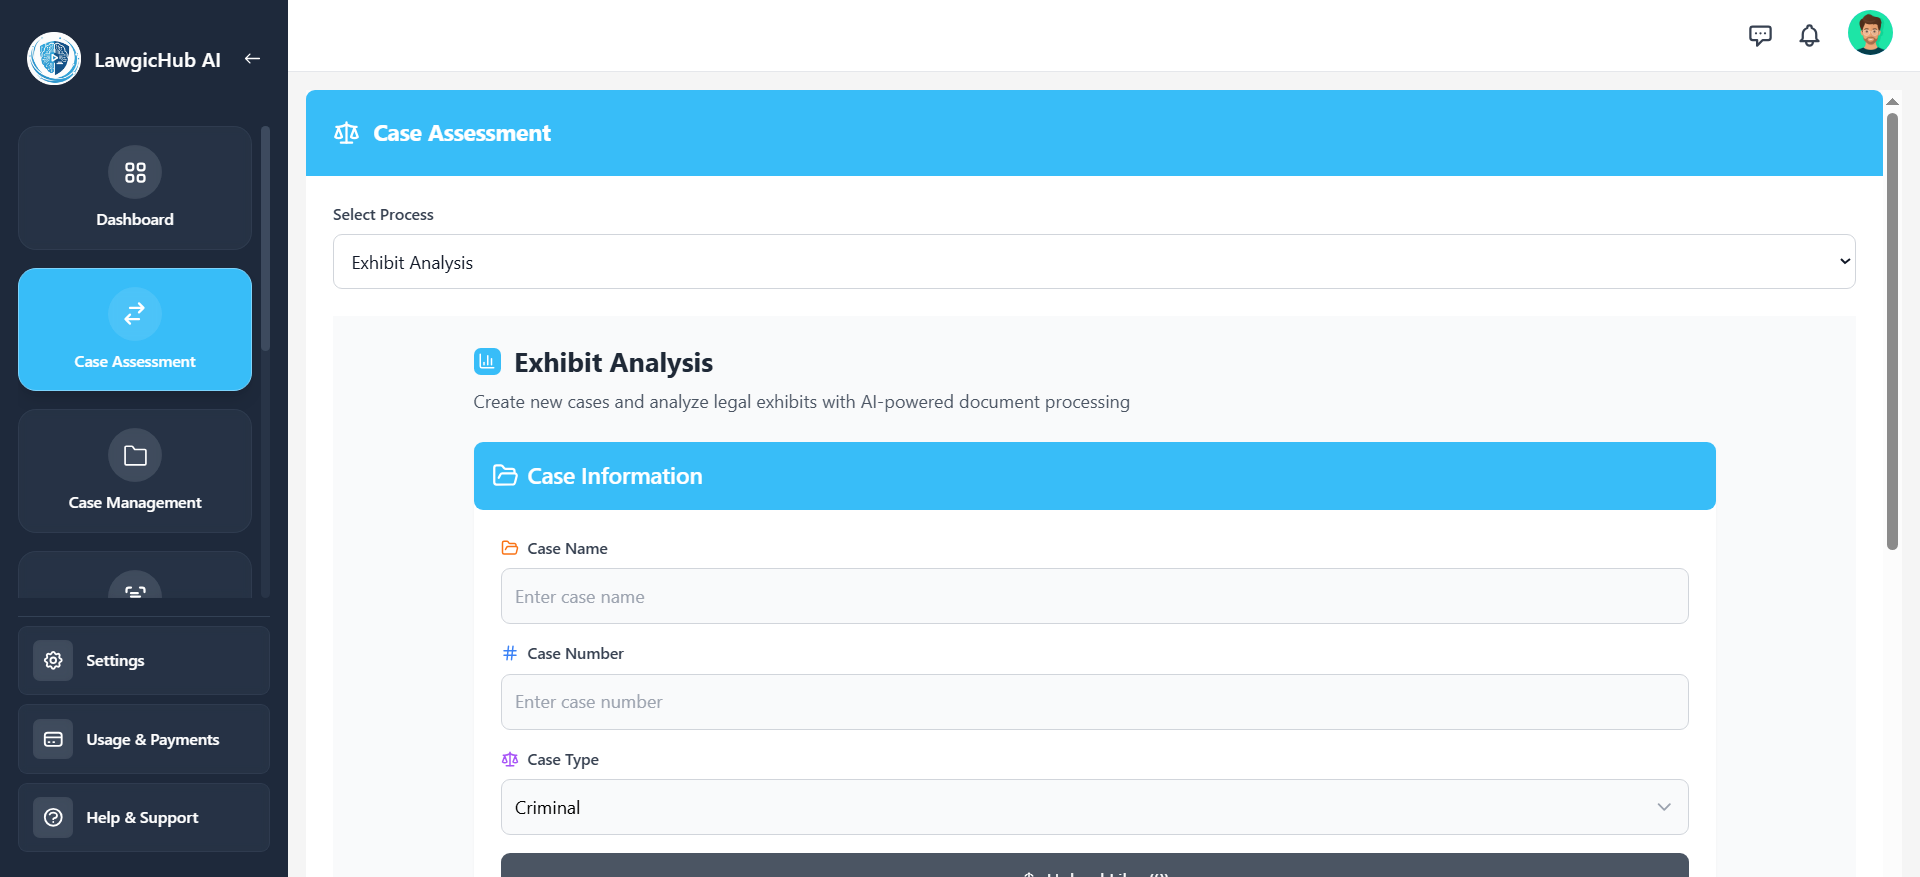 LawgicHub AI
Dashboard
Case Assessment
Case Management
Settings
Usage & Payments
Help & Support
Case Assessment
Select Process
Exhibit Analysis
Exhibit Analysis
Create new cases and analyze legal exhibits with AI-powered document processing
Case Information
Case Name
Enter case name
# Case Number
Enter case number
Case Type
Criminal